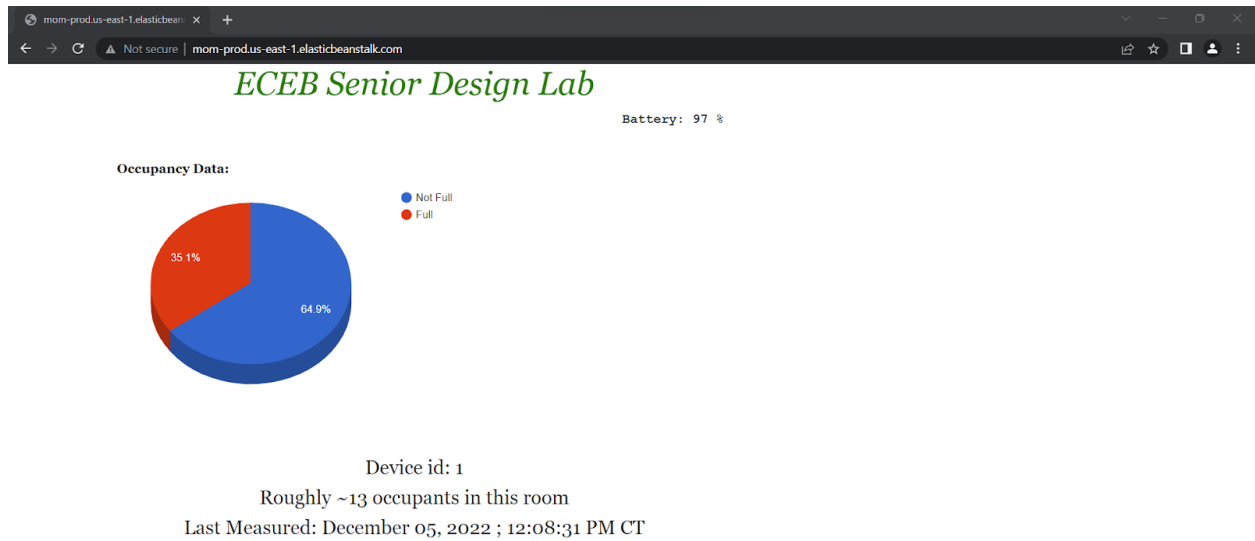 mom-prod.us-east-1.elasticbean
Not secure | mom-prod.us-east-1.elasticbeanstalk.com
ECEB Senior Design Lab
Battery: 97 %
Occupancy Data:
Not Full
Full
35.1%
64.9%
Device id: 1
Roughly ~13 occupants in this room
Last Measured: December 05, 2022 ; 12:08:31 PM CT